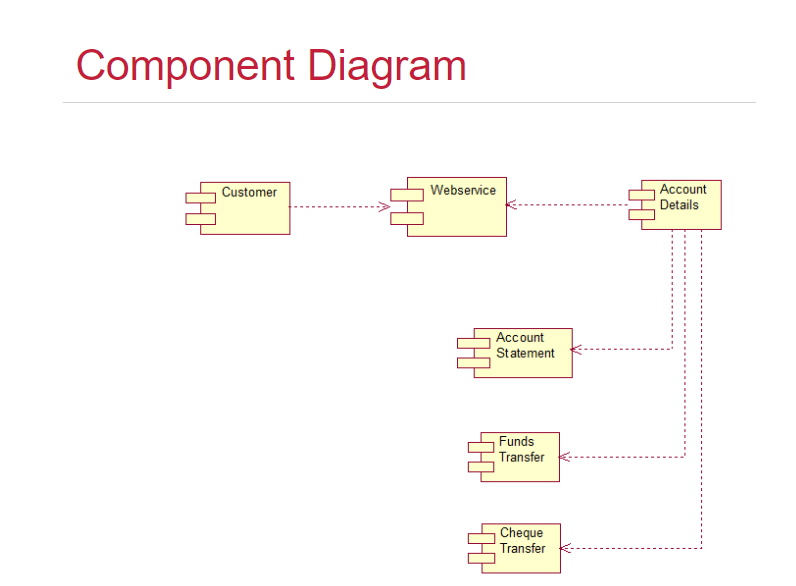 Component Diagram
Customer
Webservice
Account
Details
Account
Statement
Funds
Transfer
Cheque
Transfer